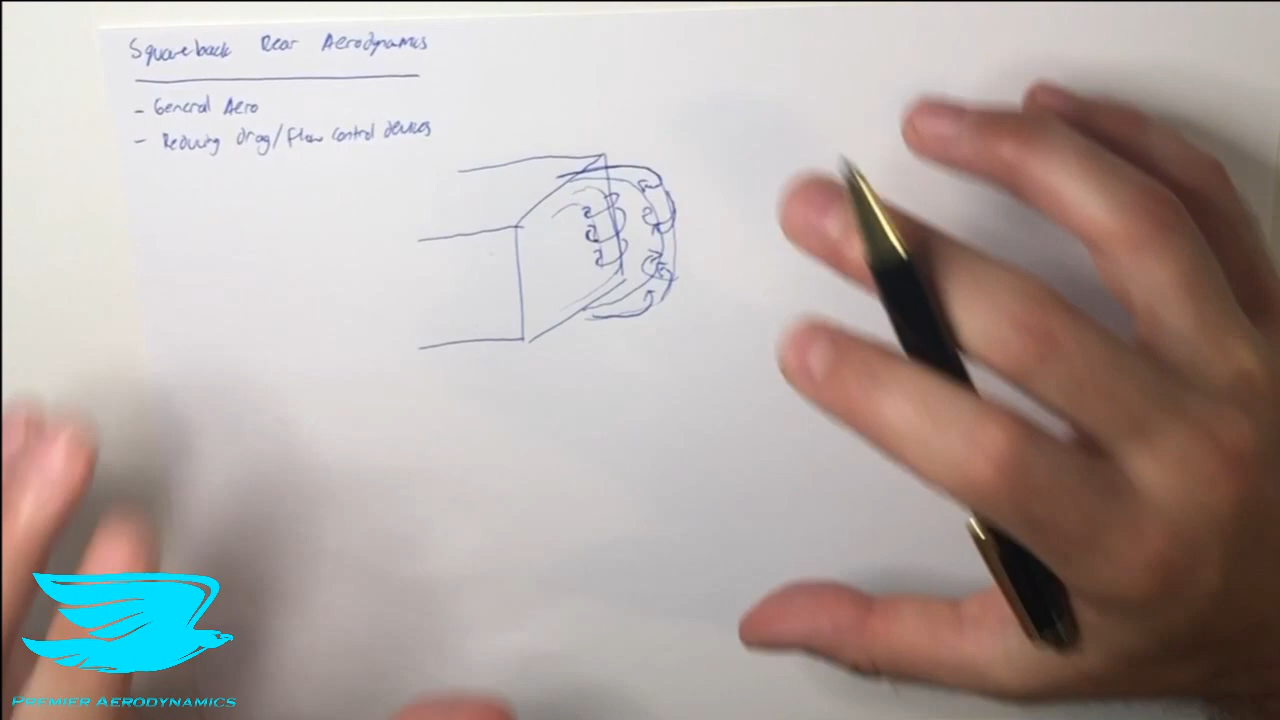 Squareback Rear Aerodynamics
- General Aero
- Reducing drag/Flow control devices
PREMIER AERODYNAMICS